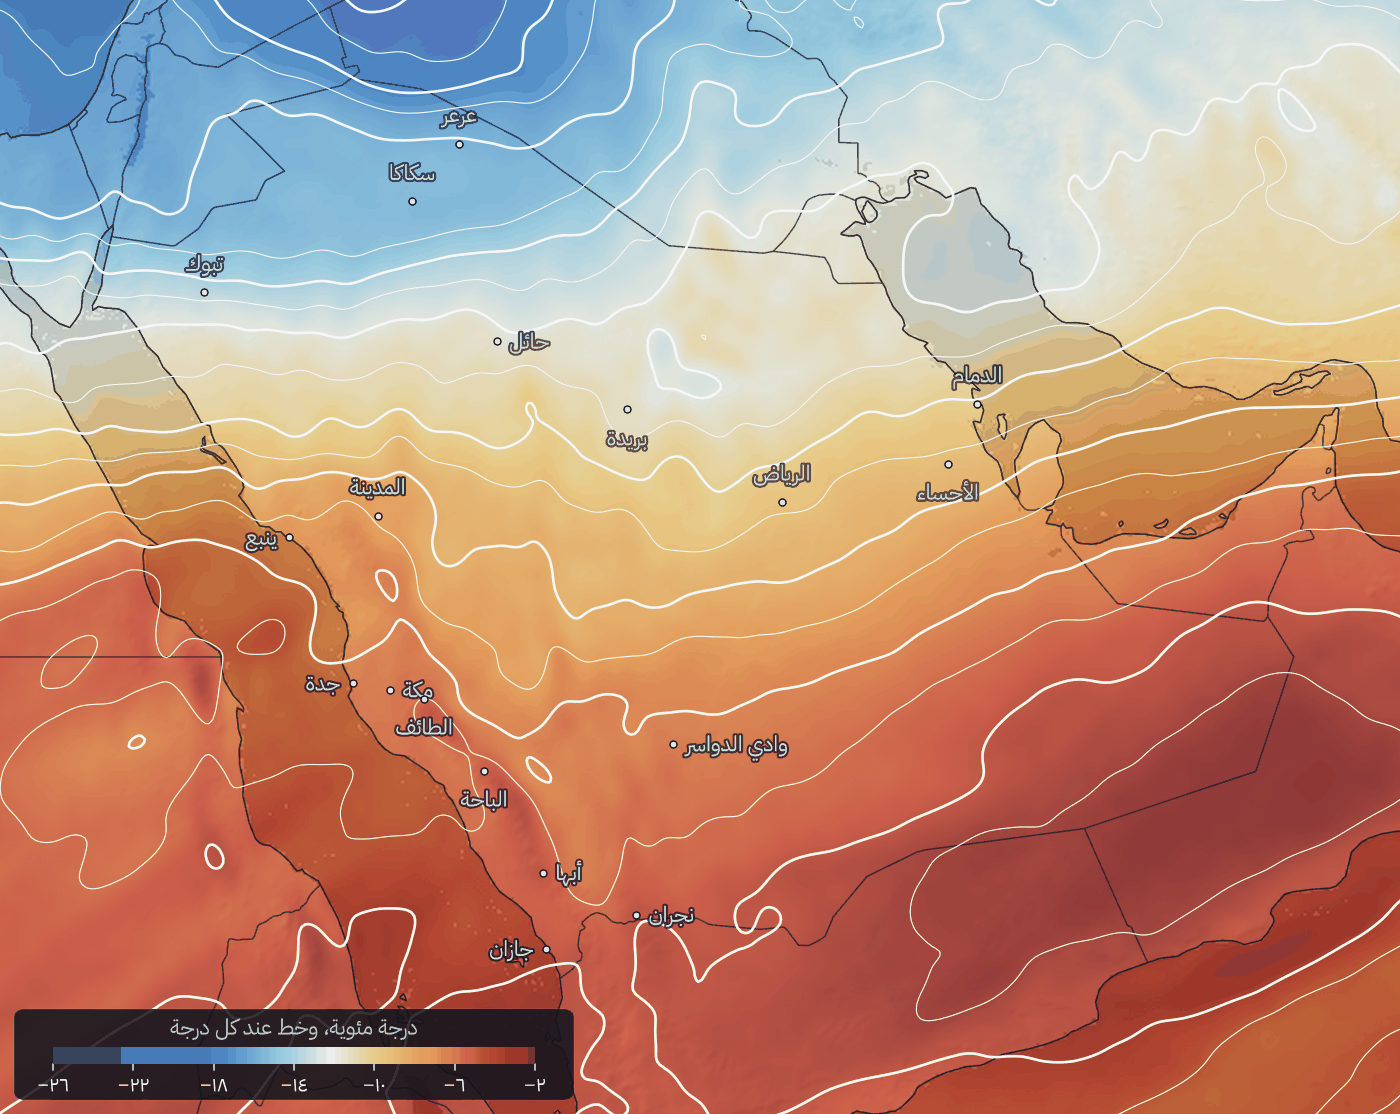 عرعر
سكاكا
تبوك
حائل
الدمام
بريدة
الرياض
الأحساء
المدينة
ينبع
جدة
مكة
الطائف
وادي الدواسر
الباحة
أبها
نجران
جازان
درجة مئوية، وخط عند كل درجة
−٢٦ −٢٢ −١٨ −١٤ −١٠ −٦ −٢